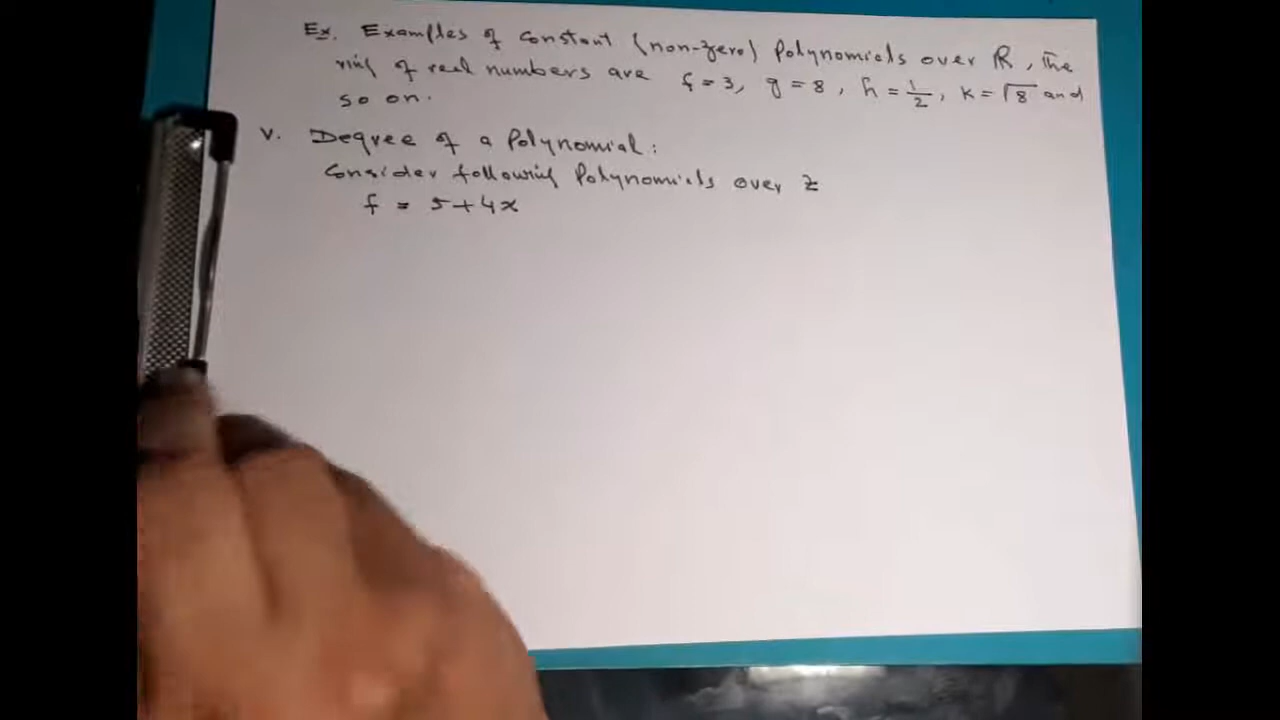 Ex. Examples of constant (non-zero) Polynomials over R, the
ring of real numbers are f = 3, g = 8, h = 1/2, k = √8 and
so on.
V. Degree of a Polynomial:
Consider following Polynomials over Z
f = 5+4x